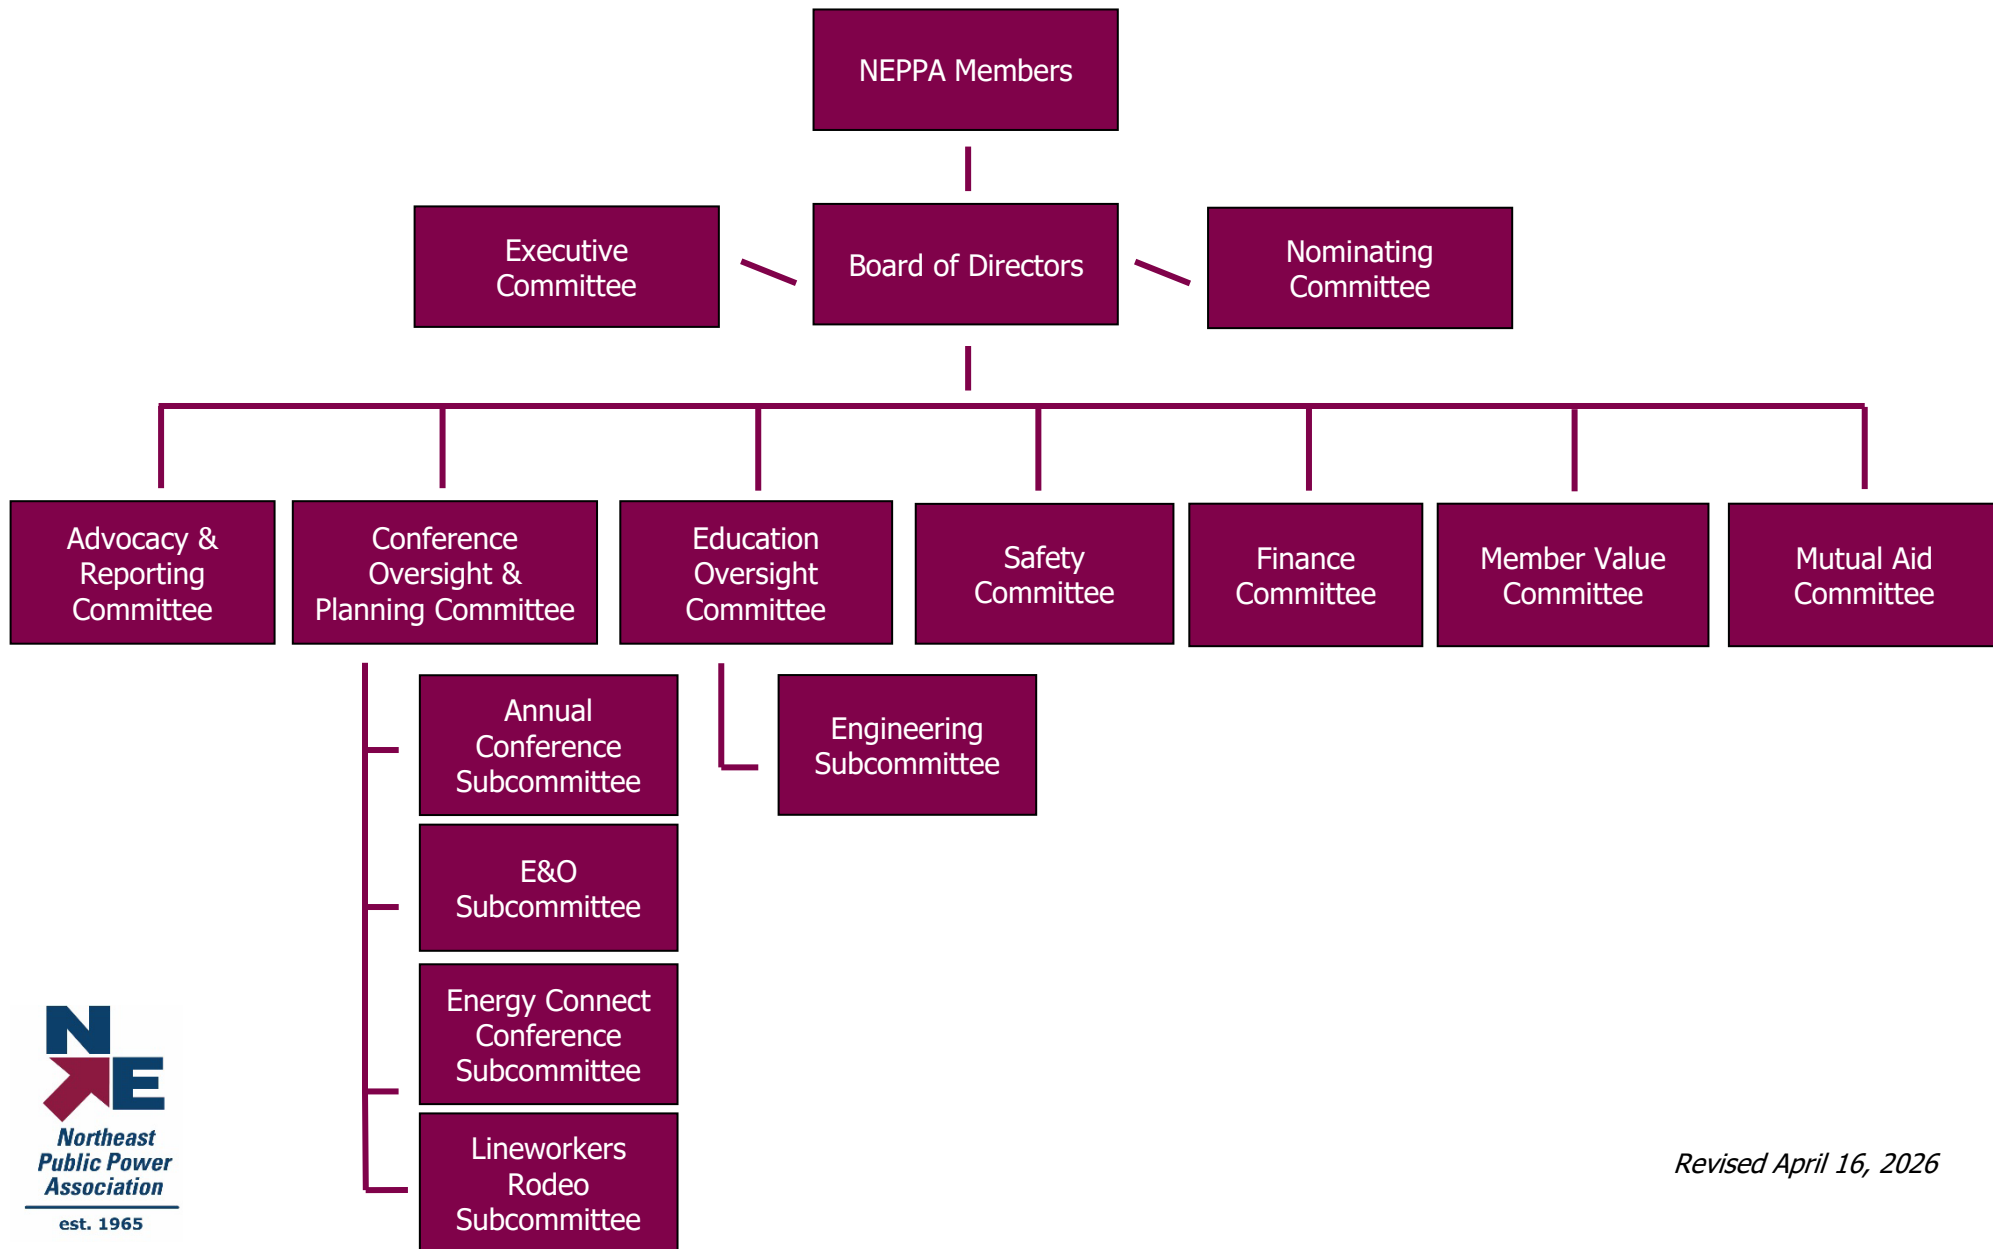 NEPPA Members
Executive
Committee
Board of Directors
Nominating
Committee
Advocacy &
Reporting
Committee
Conference
Oversight &
Planning Committee
Education
Oversight
Committee
Safety
Committee
Finance
Committee
Member Value
Committee
Mutual Aid
Committee
Annual
Conference
Subcommittee
Engineering
Subcommittee
E&O
Subcommittee
Energy Connect
Conference
Subcommittee
Lineworkers
Rodeo
Subcommittee
NE
Northeast
Public Power
Association
est. 1965
Revised April 16, 2026